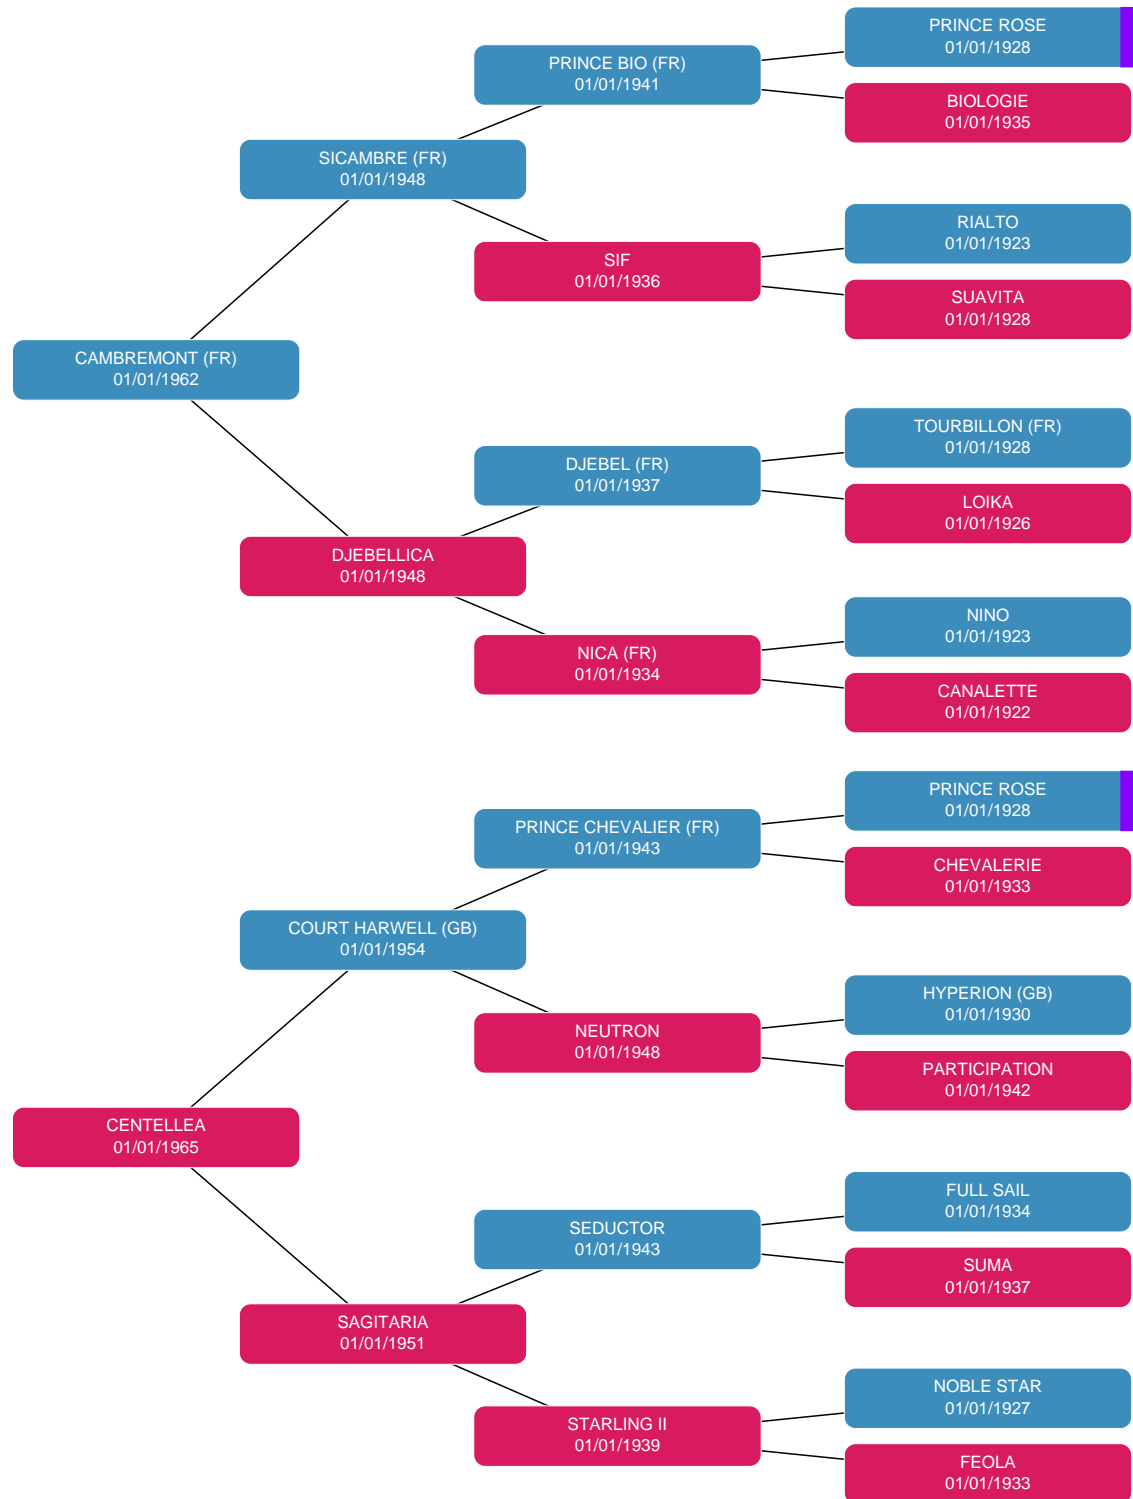 PRINCE ROSE
01/01/1928
PRINCE BIO (FR)
01/01/1941
BIOLOGIE
01/01/1935
SICAMBRE (FR)
01/01/1948
RIALTO
01/01/1923
SIF
01/01/1936
SUAVITA
01/01/1928
CAMBREMONT (FR)
01/01/1962
TOURBILLON (FR)
01/01/1928
DJEBEL (FR)
01/01/1937
LOIKA
01/01/1926
DJEBELLICA
01/01/1948
NINO
01/01/1923
NICA (FR)
01/01/1934
CANALETTE
01/01/1922
PRINCE ROSE
01/01/1928
PRINCE CHEVALIER (FR)
01/01/1943
CHEVALERIE
01/01/1933
COURT HARWELL (GB)
01/01/1954
HYPERION (GB)
01/01/1930
NEUTRON
01/01/1948
PARTICIPATION
01/01/1942
CENTELLEA
01/01/1965
FULL SAIL
01/01/1934
SEDUCTOR
01/01/1943
SUMA
01/01/1937
SAGITARIA
01/01/1951
NOBLE STAR
01/01/1927
STARLING II
01/01/1939
FEOLA
01/01/1933